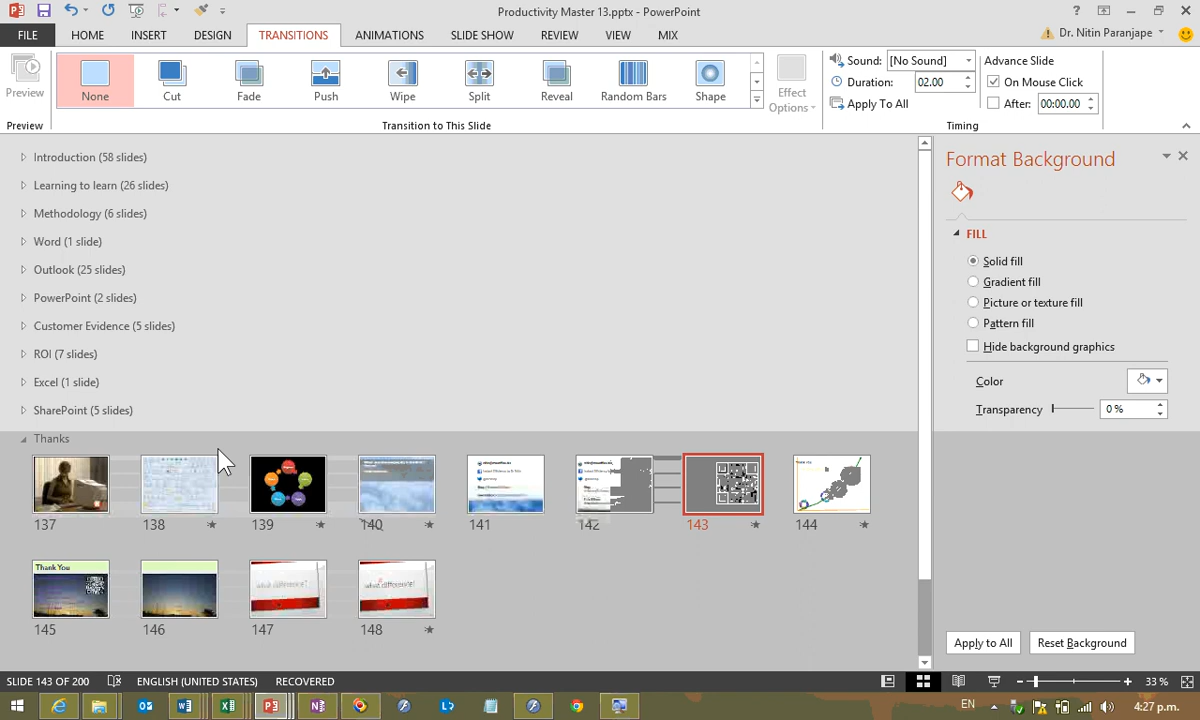 Productivity Master 13.pptx - PowerPoint
?
FILE HOME INSERT DESIGN TRANSITIONS ANIMATIONS SLIDE SHOW REVIEW VIEW MIX
Dr. Nitin Paranjape
Preview
None Cut Fade Push Wipe Split Reveal Random Bars Shape
Effect Options
Sound: [No Sound]
Duration: 02.00
Apply To All
Advance Slide
On Mouse Click
After: 00:00.00
Preview Transition to This Slide Timing
Introduction (58 slides)
Learning to learn (26 slides)
Methodology (6 slides)
Word (1 slide)
Outlook (25 slides)
PowerPoint (2 slides)
Customer Evidence (5 slides)
ROI (7 slides)
Excel (1 slide)
SharePoint (5 slides)
Thanks
137 138 139 140 141 142 143 144
Thank You
145 146 147 148
what difference?
Format Background
FILL
Solid fill
Gradient fill
Picture or texture fill
Pattern fill
Hide background graphics
Color
Transparency 0 %
Apply to All Reset Background
SLIDE 143 OF 200 ENGLISH (UNITED STATES) RECOVERED 33 %
EN 4:27 p.m.